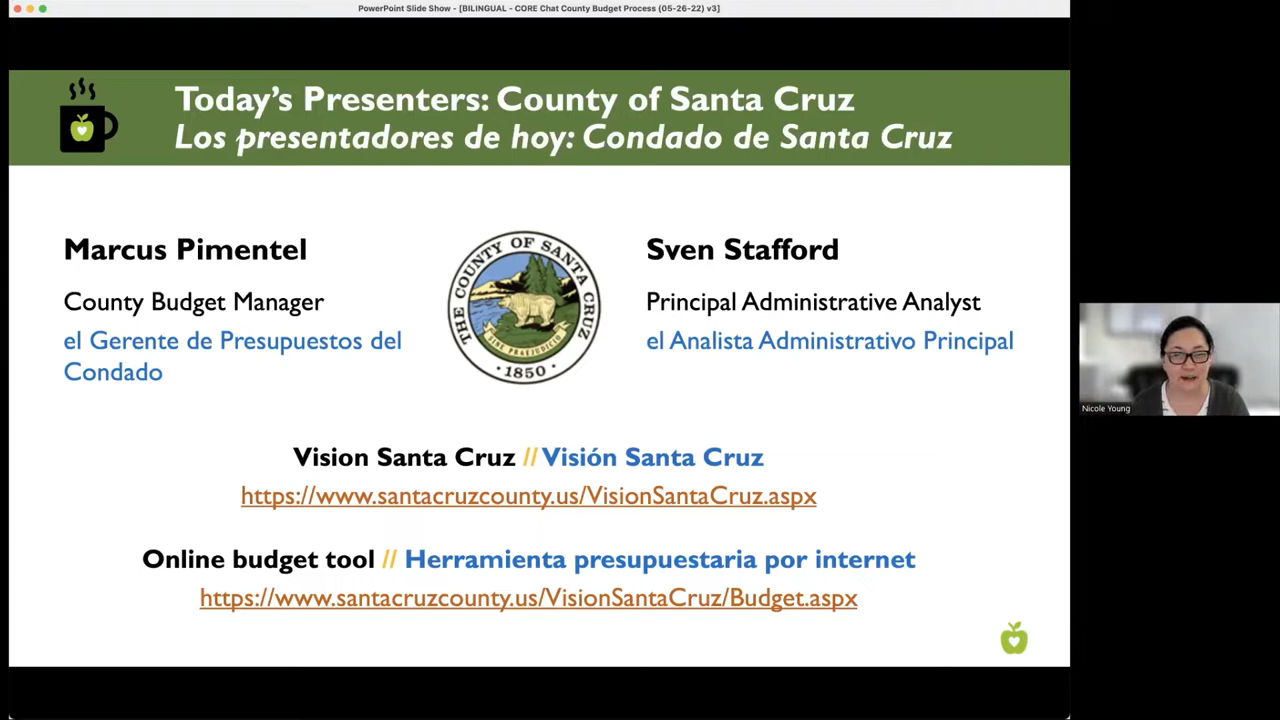 PowerPoint Slide Show - [BILINGUAL - CORE Chat County Budget Process (05-26-22) v3]
Today's Presenters: County of Santa Cruz
Los presentadores de hoy: Condado de Santa Cruz
Marcus Pimentel
County Budget Manager
el Gerente de Presupuestos del
Condado
THE COUNTY OF SANTA CRUZ
SINE PRAEJUDICIO
· 1850 ·
Sven Stafford
Principal Administrative Analyst
el Analista Administrativo Principal
Nicole Young
Vision Santa Cruz // Visión Santa Cruz
https://www.santacruzcounty.us/VisionSantaCruz.aspx
Online budget tool // Herramienta presupuestaria por internet
https://www.santacruzcounty.us/VisionSantaCruz/Budget.aspx